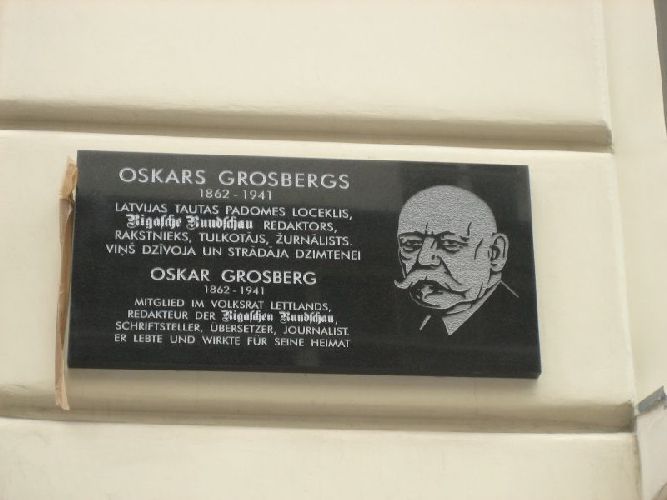 OSKARS GROSBERGS
1862 - 1941
LATVIJAS TAUTAS PADOMES LOCEKLIS,
Rigasche Rundschau REDAKTORS,
RAKSTNIEKS, TULKOTĀJS, ŽURNĀLISTS.
VIŅŠ DZĪVOJA UN STRĀDĀJA DZIMTENEI
OSKAR GROSBERG
1862 -1941
MITGLIED IM VOLKSRAT LETTLANDS,
REDAKTEUR DER Rigaschen Rundschau,
SCHRIFTSTELLER, ÜBERSETZER, JOURNALIST.
ER LEBTE UND WIRKTE FÜR SEINE HEIMAT